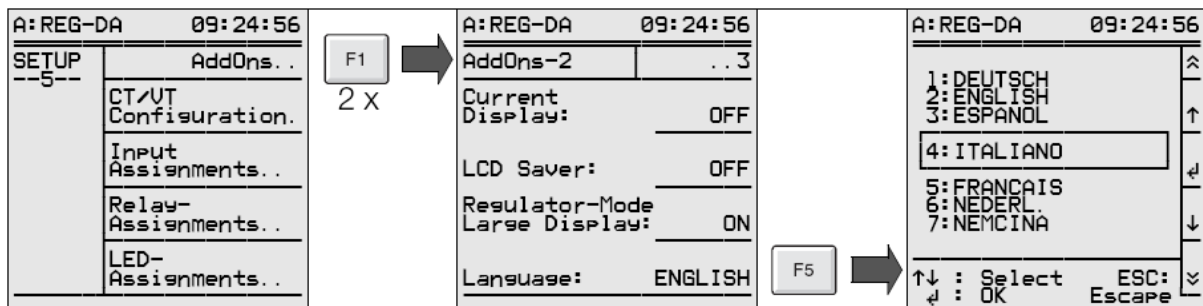 A:REG-DA 09:24:56
SETUP
--5--
AddOns..
CT/VT
Configuration.
Input
Assignments..
Relay-
Assignments..
LED-
Assignments..
F1
2 x
A:REG-DA 09:24:56
AddOns-2 ..3
Current
Display: OFF
LCD Saver: OFF
Regulator-Mode
Large Display: ON
Language: ENGLISH
F5
A:REG-DA 09:24:56
1:DEUTSCH
2:ENGLISH
3:ESPANOL
4:ITALIANO
5:FRANCAIS
6:NEDERL.
7:NEMCINA
↑↓ : Select ESC:
↲ : OK Escape